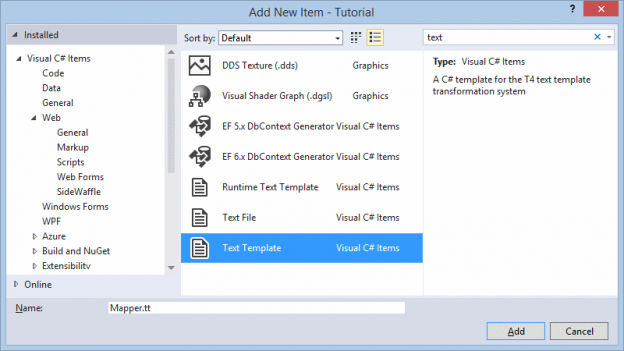 Add New Item - Tutorial
?
Installed
Sort by: Default
text
Visual C# Items
Code
Data
General
Web
General
Markup
Scripts
Web Forms
SideWaffle
Windows Forms
WPF
Azure
Build and NuGet
Extensibility
Online
DDS Texture (.dds) Graphics
Visual Shader Graph (.dgsl) Graphics
EF 5.x DbContext Generator Visual C# Items
EF 6.x DbContext Generator Visual C# Items
Runtime Text Template Visual C# Items
Text File Visual C# Items
Text Template Visual C# Items
Type: Visual C# Items
A C# template for the T4 text template
transformation system
Name: Mapper.tt
Add Cancel